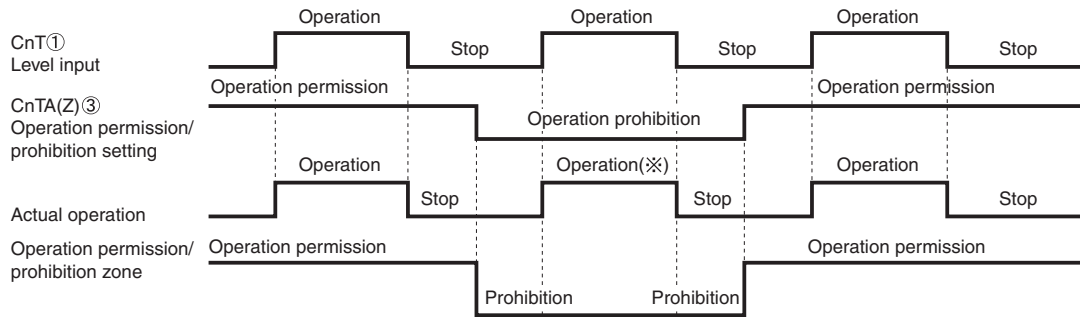 Operation Operation Operation
CnT① Stop Stop Stop
Level input
Operation permission Operation permission
CnTA(Z)③
Operation prohibition
Operation permission/
prohibition setting
Operation Operation(※) Operation
Stop Stop Stop
Actual operation
Operation permission/ Operation permission Operation permission
prohibition zone
Prohibition Prohibition